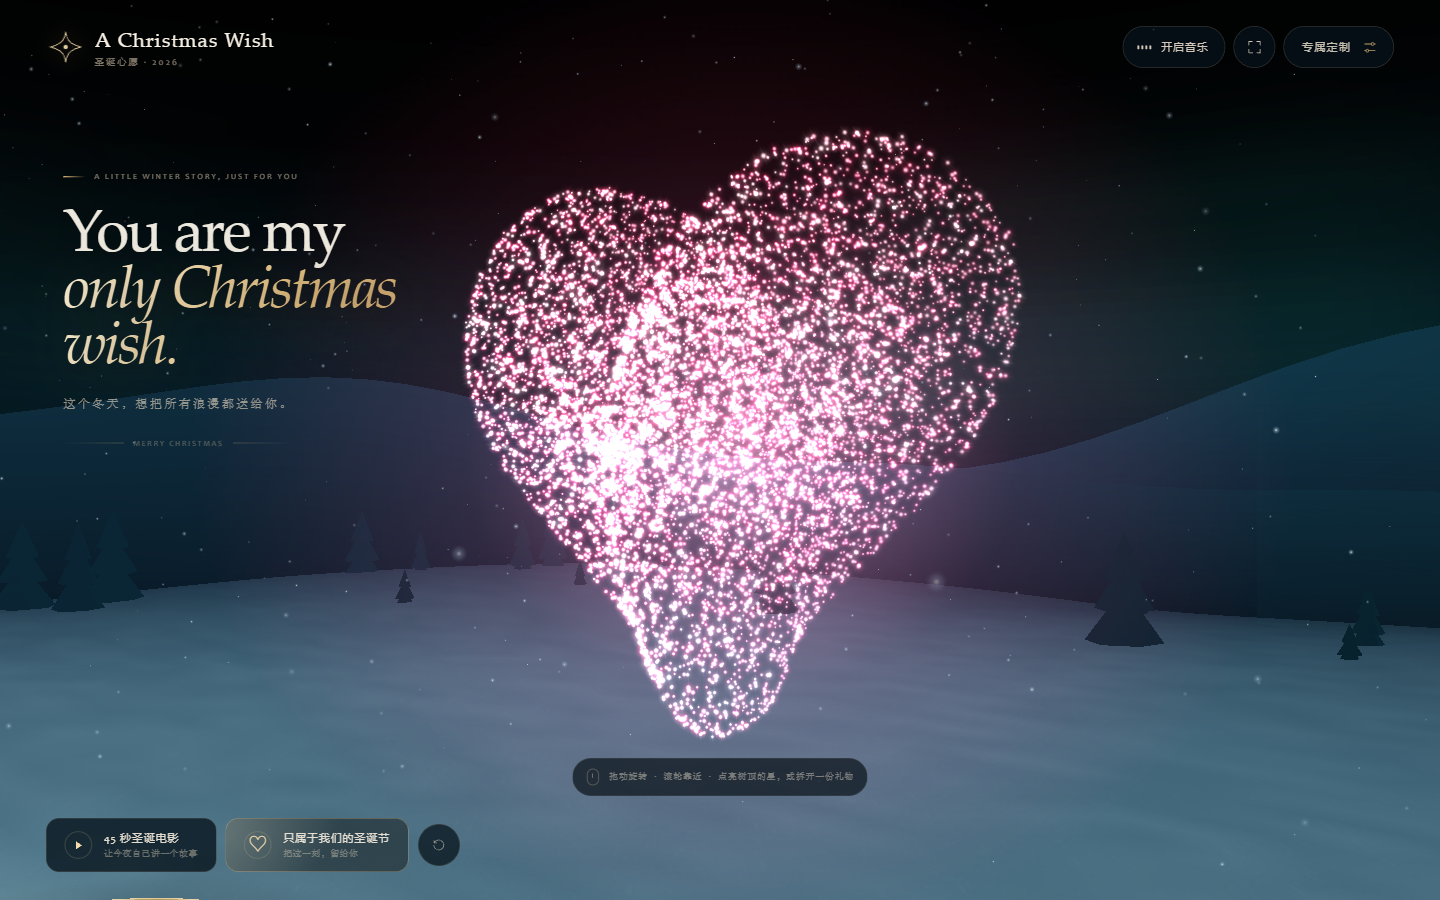 A Christmas Wish
圣诞心愿 · 2026
开启音乐
专属定制
A LITTLE WINTER STORY, JUST FOR YOU
You are my
only Christmas
wish.
这个冬天，想把所有浪漫都送给你。
MERRY CHRISTMAS
拖动旋转 · 滚轮靠近 · 点亮树顶的星，或拆开一份礼物
45 秒圣诞电影
让今夜自己讲一个故事
只属于我们的圣诞节
把这一刻，留给你